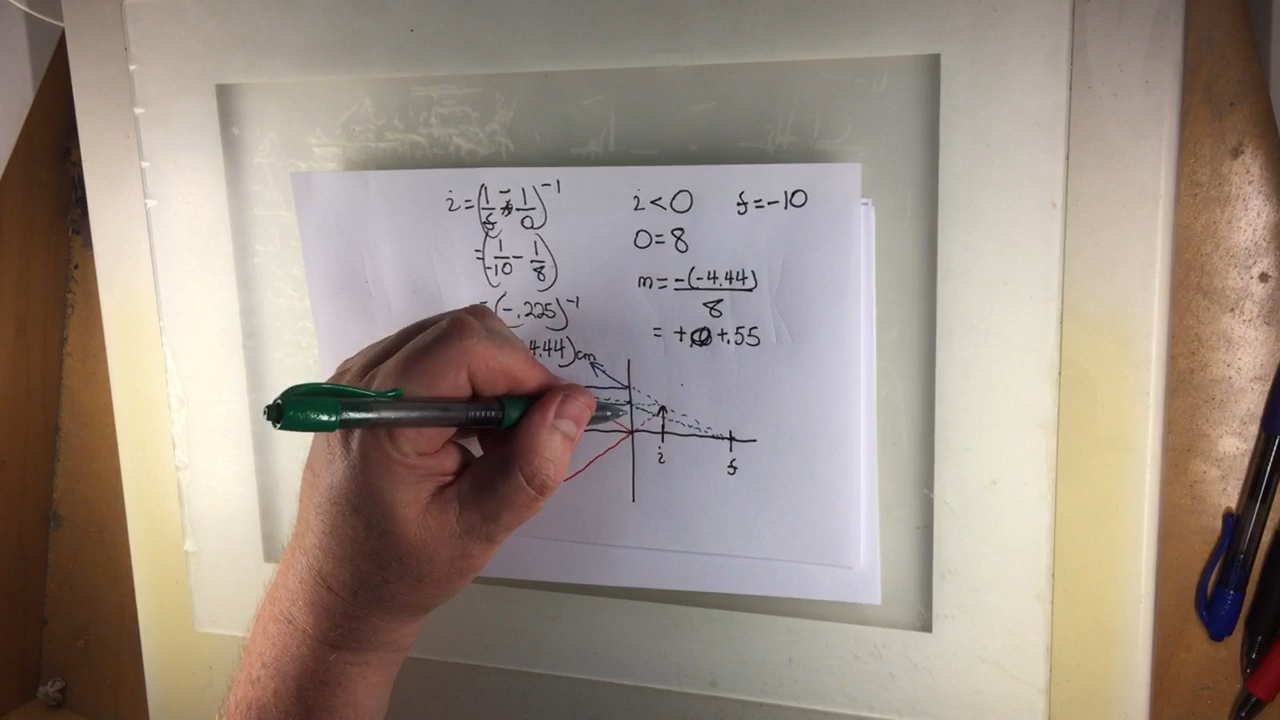 i = (1/f - 1/o)^-1
= (1/-10 - 1/8)
= (-.225)^-1
4.44) cm
i < 0 f = -10
o = 8
m = -(-4.44)/8
= + +.55
i
f